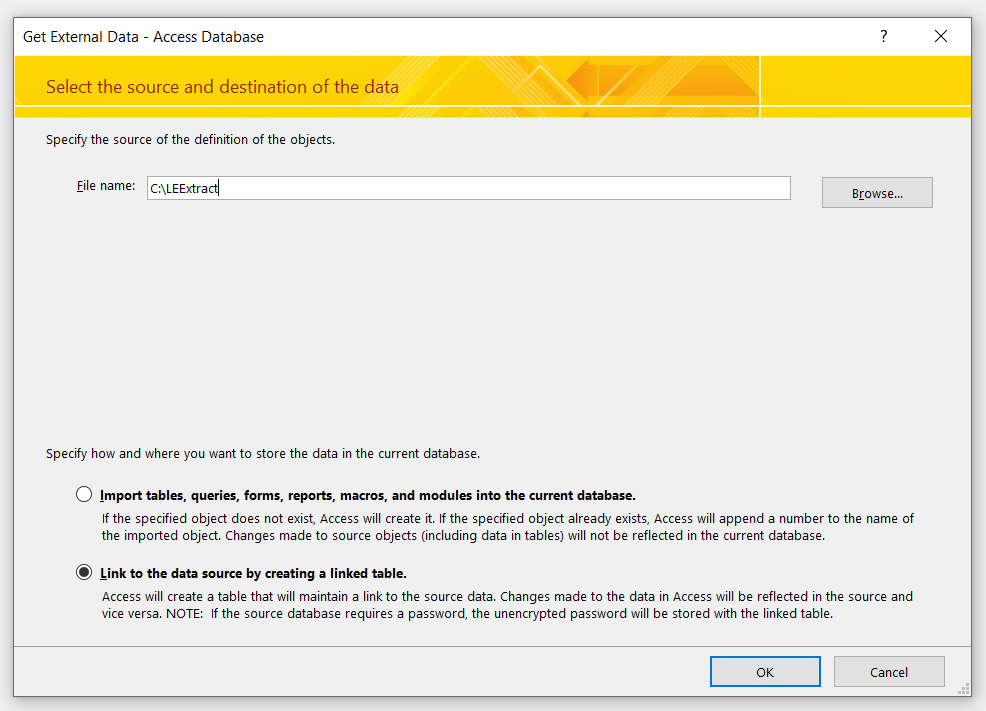 Get External Data - Access Database
?
Select the source and destination of the data
Specify the source of the definition of the objects.
File name: C:\LEExtract Browse...
Specify how and where you want to store the data in the current database.
Import tables, queries, forms, reports, macros, and modules into the current database.
If the specified object does not exist, Access will create it. If the specified object already exists, Access will append a number to the name of
the imported object. Changes made to source objects (including data in tables) will not be reflected in the current database.
Link to the data source by creating a linked table.
Access will create a table that will maintain a link to the source data. Changes made to the data in Access will be reflected in the source and
vice versa. NOTE:  If the source database requires a password, the unencrypted password will be stored with the linked table.
OK Cancel